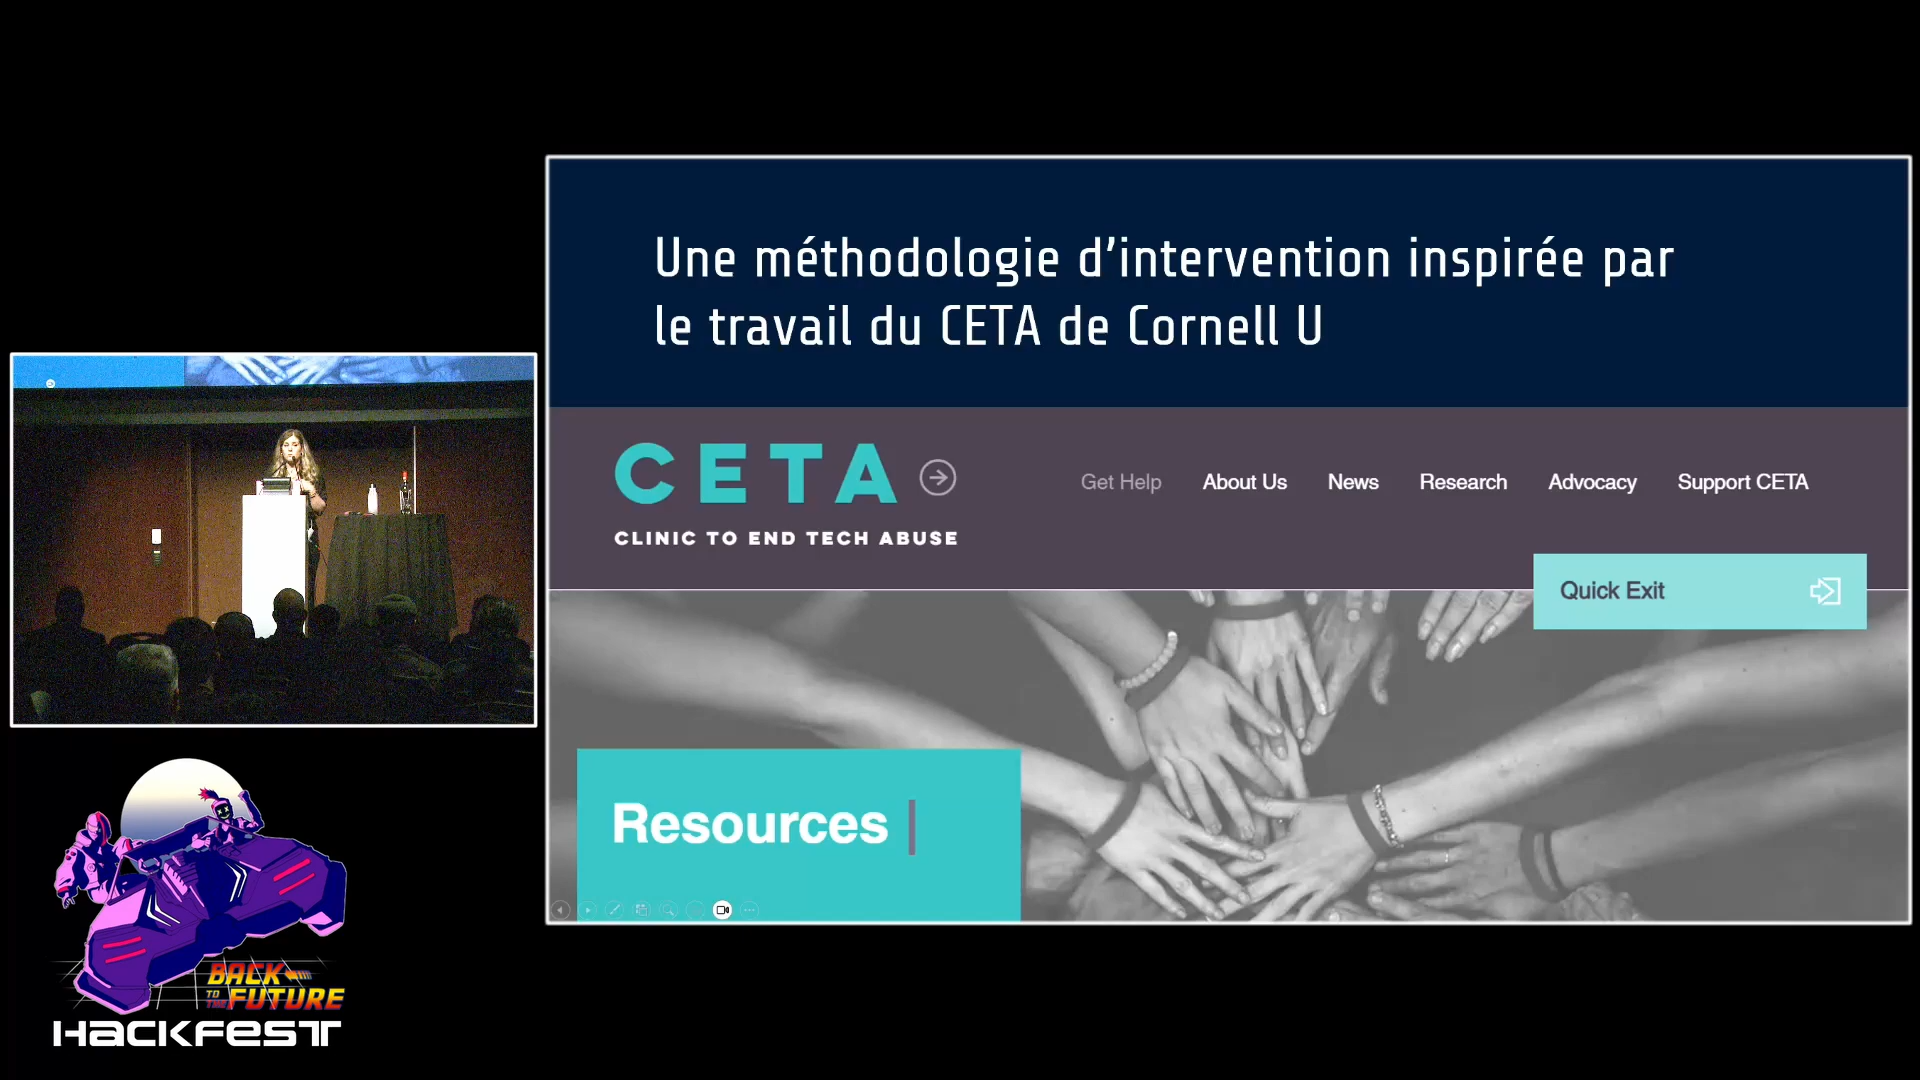 Une méthodologie d'intervention inspirée par
le travail du CETA de Cornell U
CETA
CLINIC TO END TECH ABUSE
Get Help About Us News Research Advocacy Support CETA
Quick Exit
Resources
BACK
TO THE FUTURE
HACKFEST